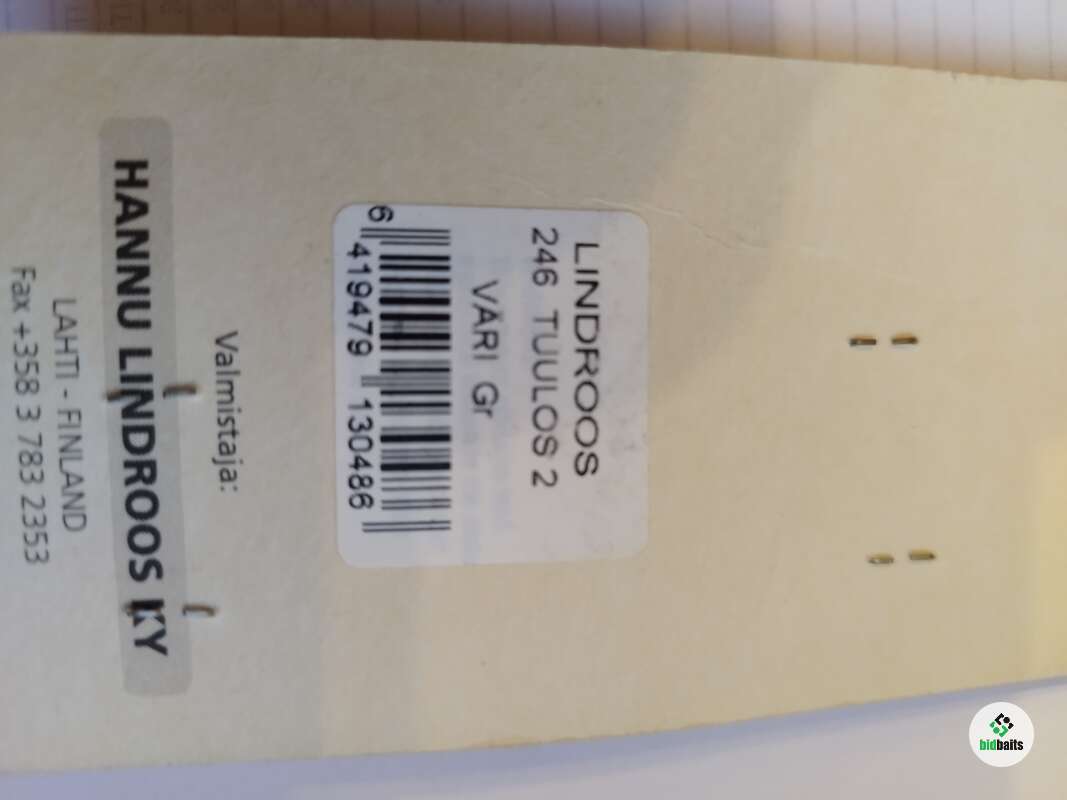 LINDROOS
246 TUULOS 2
VÄRI Gr
6 419479 130486
Valmistaja:
HANNU LINDROOS KY
LAHTI - FINLAND
Fax +358 3 783 2353
bidbaits